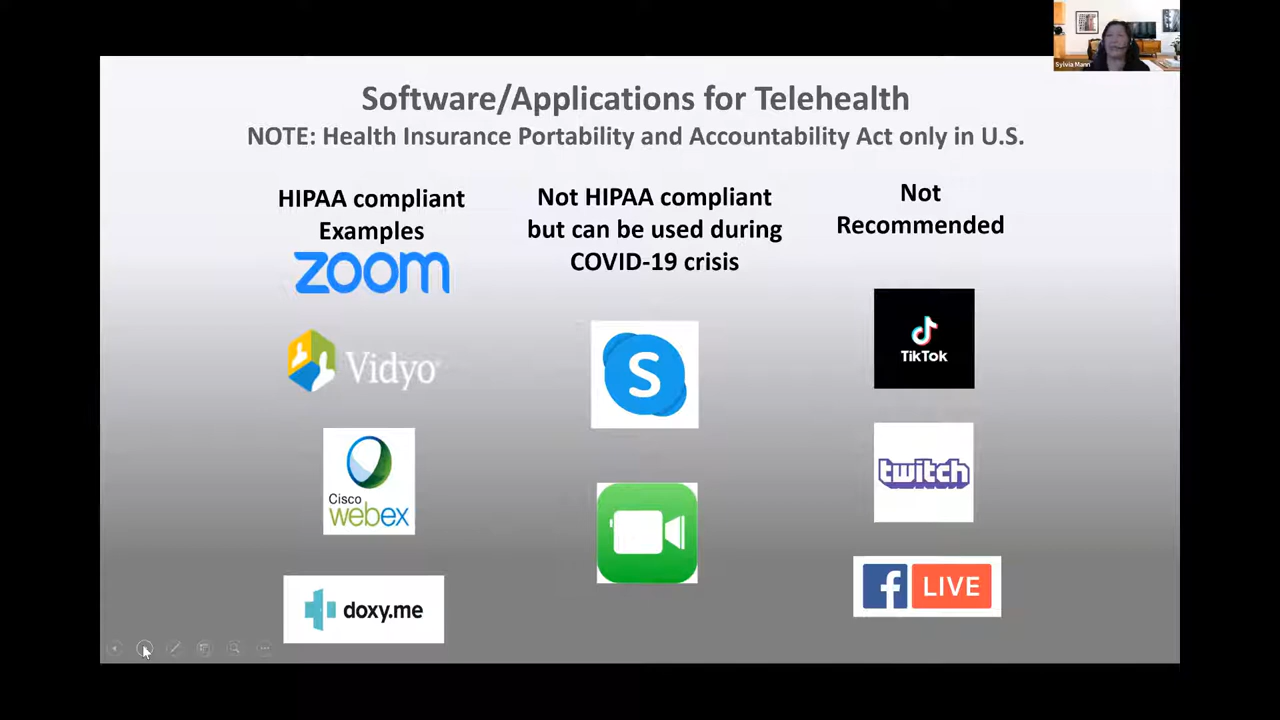 Sylvia Mann
Software/Applications for Telehealth
NOTE: Health Insurance Portability and Accountability Act only in U.S.
HIPAA compliant
Examples
zoom
Vidyo
Cisco
webex
doxy.me
Not HIPAA compliant
but can be used during
COVID-19 crisis
S
Not
Recommended
TikTok
twitch
f LIVE